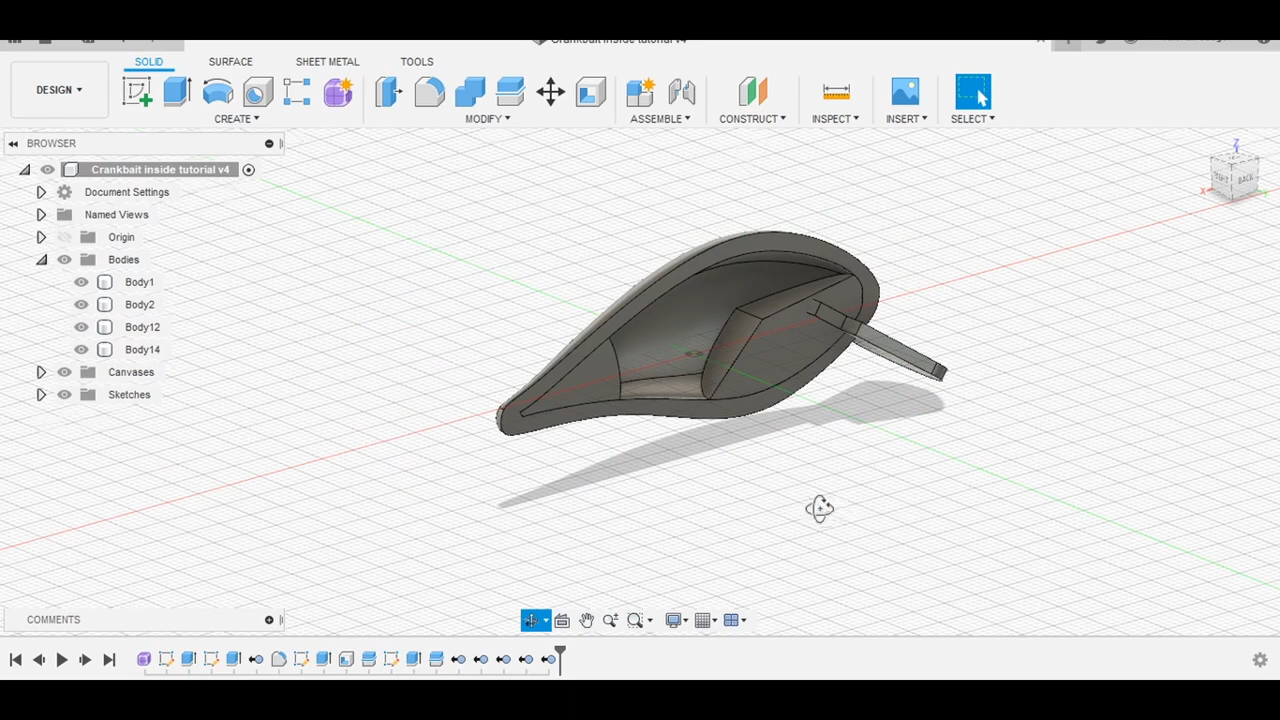 Crankbait inside tutorial v4
SOLID SURFACE SHEET METAL TOOLS
DESIGN
CREATE MODIFY ASSEMBLE CONSTRUCT INSPECT INSERT SELECT
BROWSER
Crankbait inside tutorial v4
Document Settings
Named Views
Origin
Bodies
Body1
Body2
Body12
Body14
Canvases
Sketches
Z
BACK
X
COMMENTS